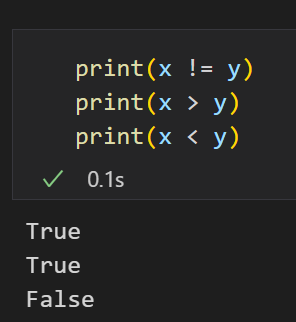 print(x != y)
print(x > y)
print(x < y)
0.1s
True
True
False